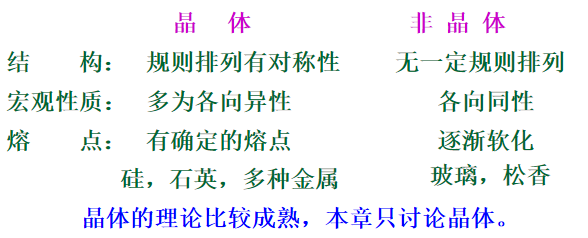 晶 体 非 晶 体
结 构： 规则排列有对称性 无一定规则排列
宏观性质： 多为各向异性 各向同性
熔 点： 有确定的熔点 逐渐软化
硅，石英，多种金属 玻璃，松香
晶体的理论比较成熟，本章只讨论晶体。